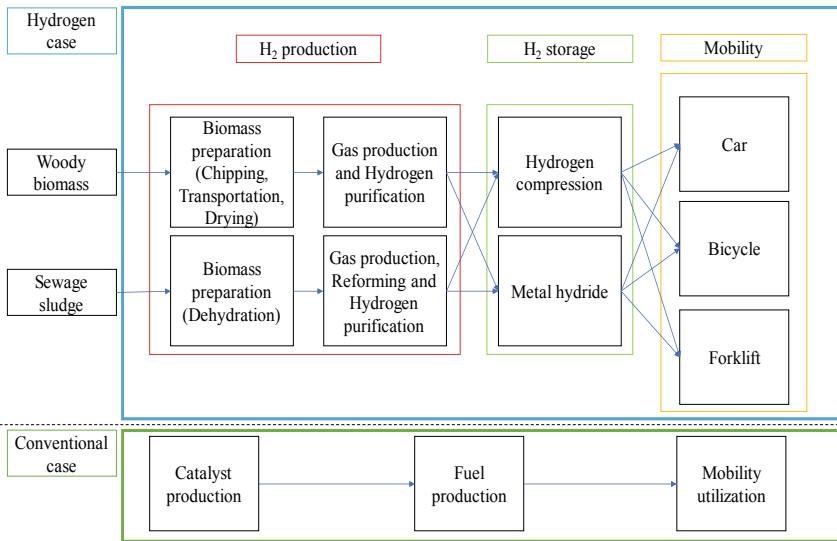 Hydrogen
case
H₂ production
H₂ storage
Mobility
Woody
biomass
Biomass
preparation
(Chipping,
Transportation,
Drying)
Gas production
and Hydrogen
purification
Hydrogen
compression
Car
Bicycle
Sewage
sludge
Biomass
preparation
(Dehydration)
Gas production,
Reforming and
Hydrogen
purification
Metal hydride
Forklift
Conventional
case
Catalyst
production
Fuel
production
Mobility
utilization